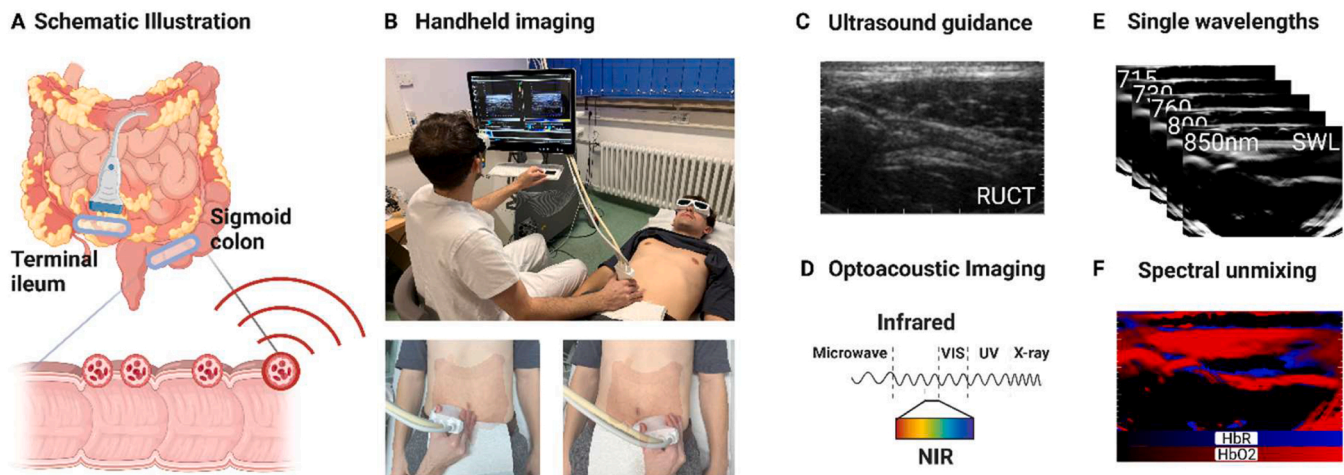 A Schematic Illustration
Terminal
ileum
Sigmoid
colon
B Handheld imaging
C Ultrasound guidance
RUCT
D Optoacoustic Imaging
Infrared
Microwave
VIS
UV
X-ray
NIR
E Single wavelengths
715
730
760
800
850nm
SWL
F Spectral unmixing
HbR
HbO2